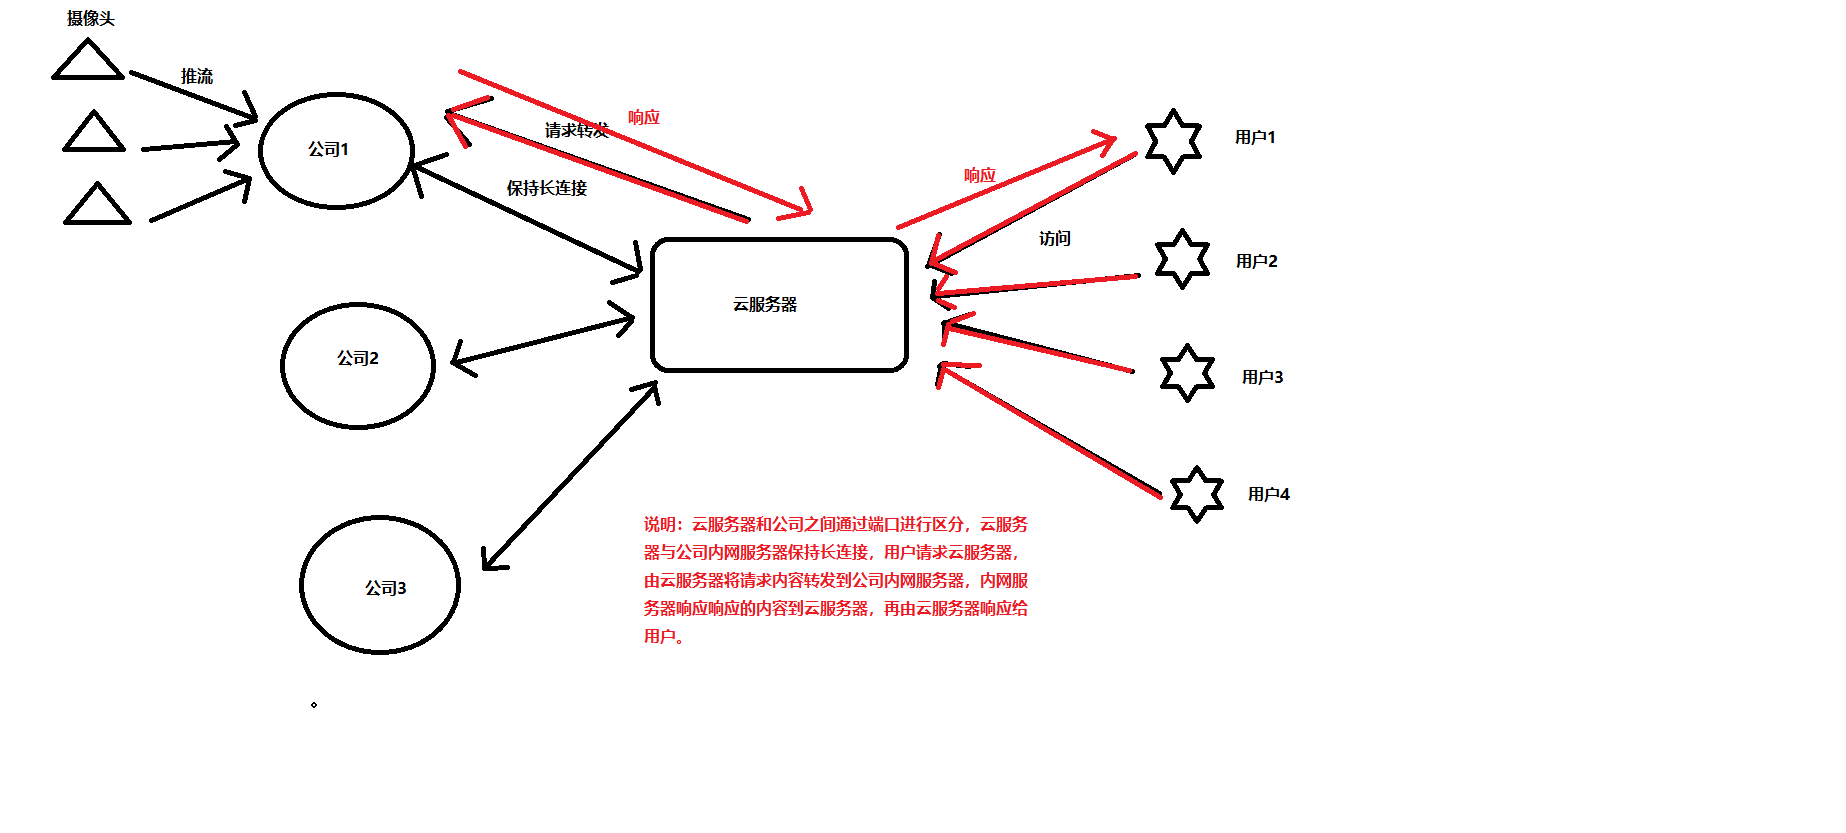 摄像头
推流
公司1
响应
请求转发
保持长连接
响应
用户1
访问
用户2
云服务器
公司2
用户3
用户4
公司3
说明：云服务器和公司之间通过端口进行区分，云服务
器与公司内网服务器保持长连接，用户请求云服务器，
由云服务器将请求内容转发到公司内网服务器，内网服
务器响应响应的内容到云服务器，再由云服务器响应给
用户。